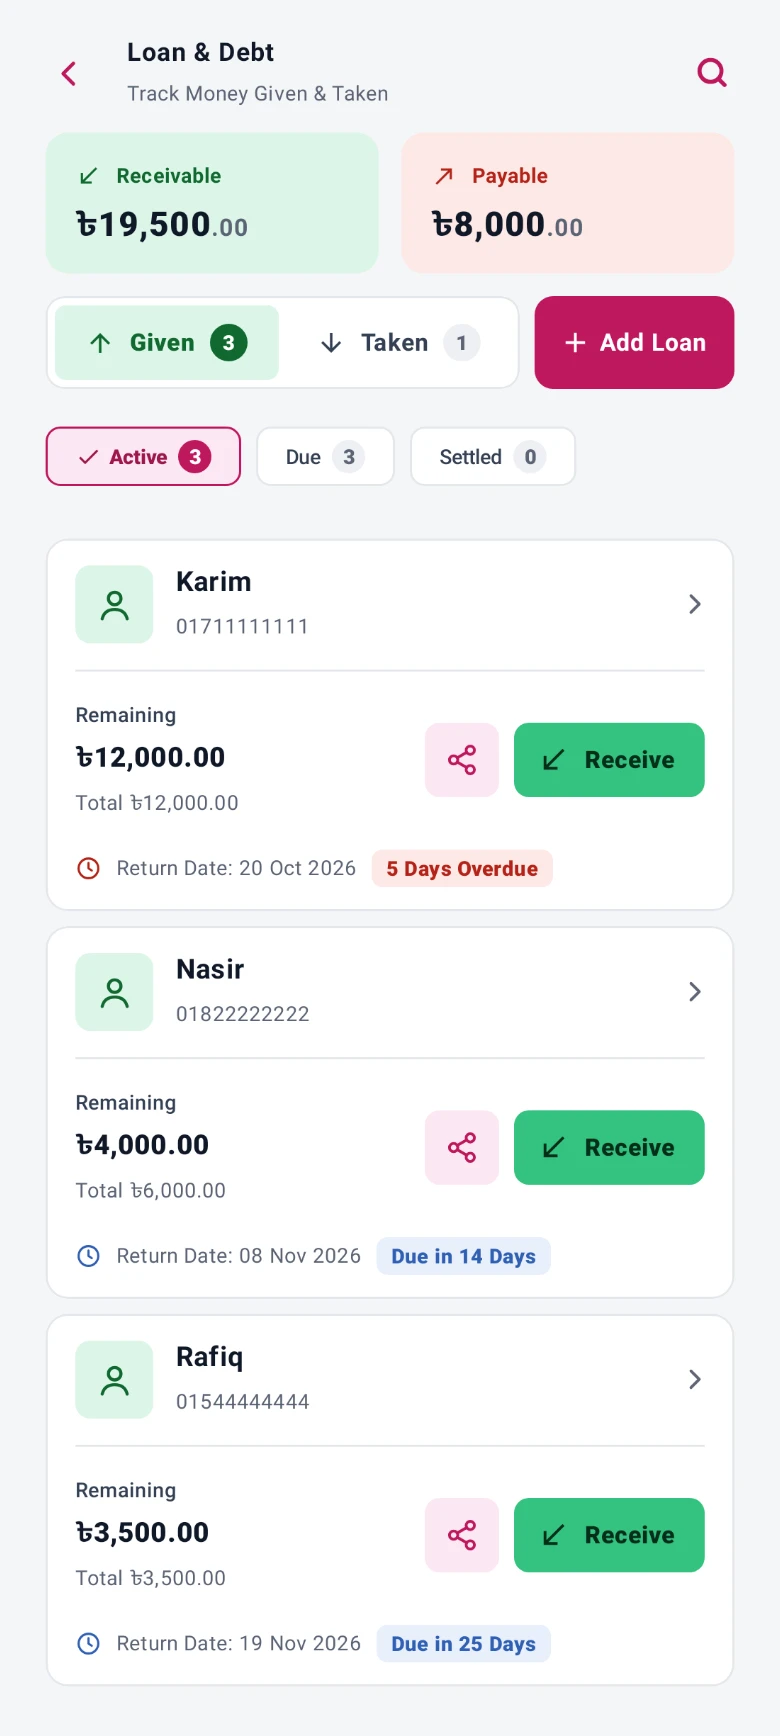 Loan & Debt
Track Money Given & Taken
Receivable
৳19,500.00
Payable
৳8,000.00
Given 3
Taken 1
Add Loan
Active 3
Due 3
Settled 0
Karim
01711111111
Remaining
৳12,000.00
Total ৳12,000.00
Receive
Return Date: 20 Oct 2026
5 Days Overdue
Nasir
01822222222
Remaining
৳4,000.00
Total ৳6,000.00
Receive
Return Date: 08 Nov 2026
Due in 14 Days
Rafiq
01544444444
Remaining
৳3,500.00
Total ৳3,500.00
Receive
Return Date: 19 Nov 2026
Due in 25 Days